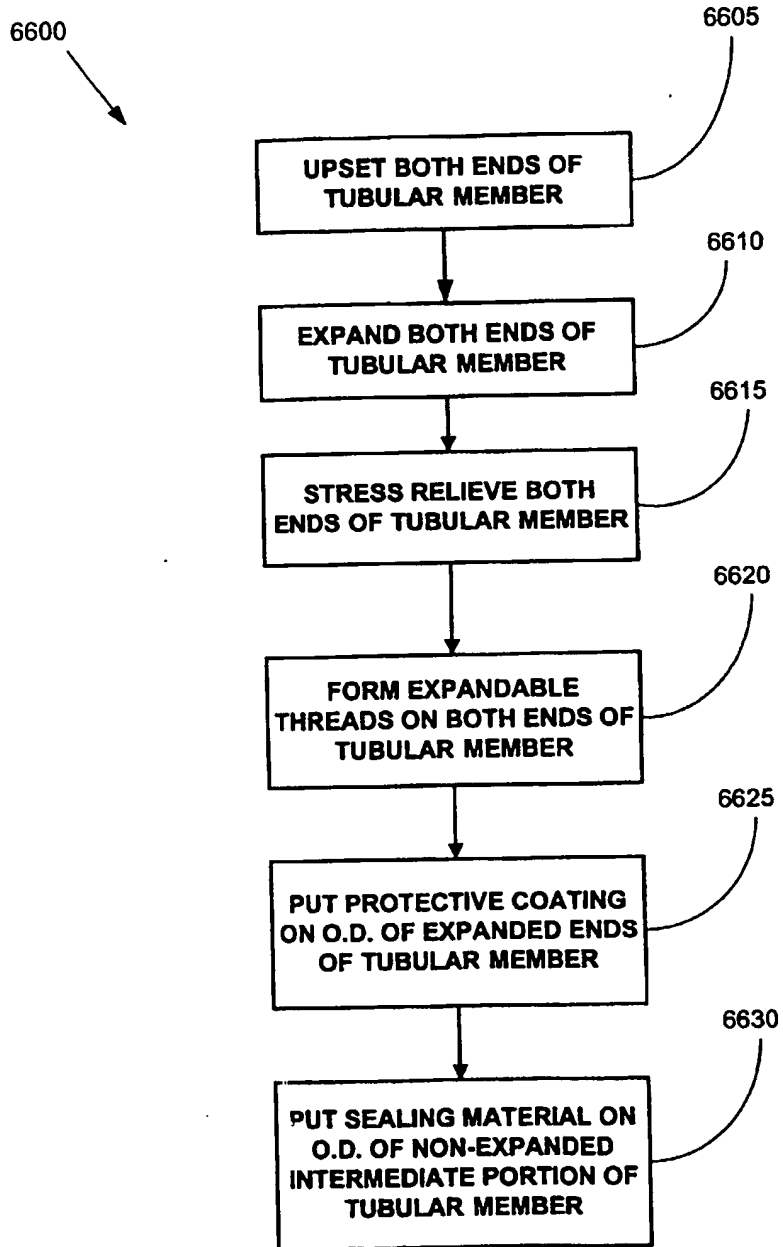 6600
6605
UPSET BOTH ENDS OF
TUBULAR MEMBER
6610
EXPAND BOTH ENDS OF
TUBULAR MEMBER
6615
STRESS RELIEVE BOTH
ENDS OF TUBULAR MEMBER
6620
FORM EXPANDABLE
THREADS ON BOTH ENDS OF
TUBULAR MEMBER
6625
PUT PROTECTIVE COATING
ON O.D. OF EXPANDED ENDS
OF TUBULAR MEMBER
6630
PUT SEALING MATERIAL ON
O.D. OF NON-EXPANDED
INTERMEDIATE PORTION OF
TUBULAR MEMBER